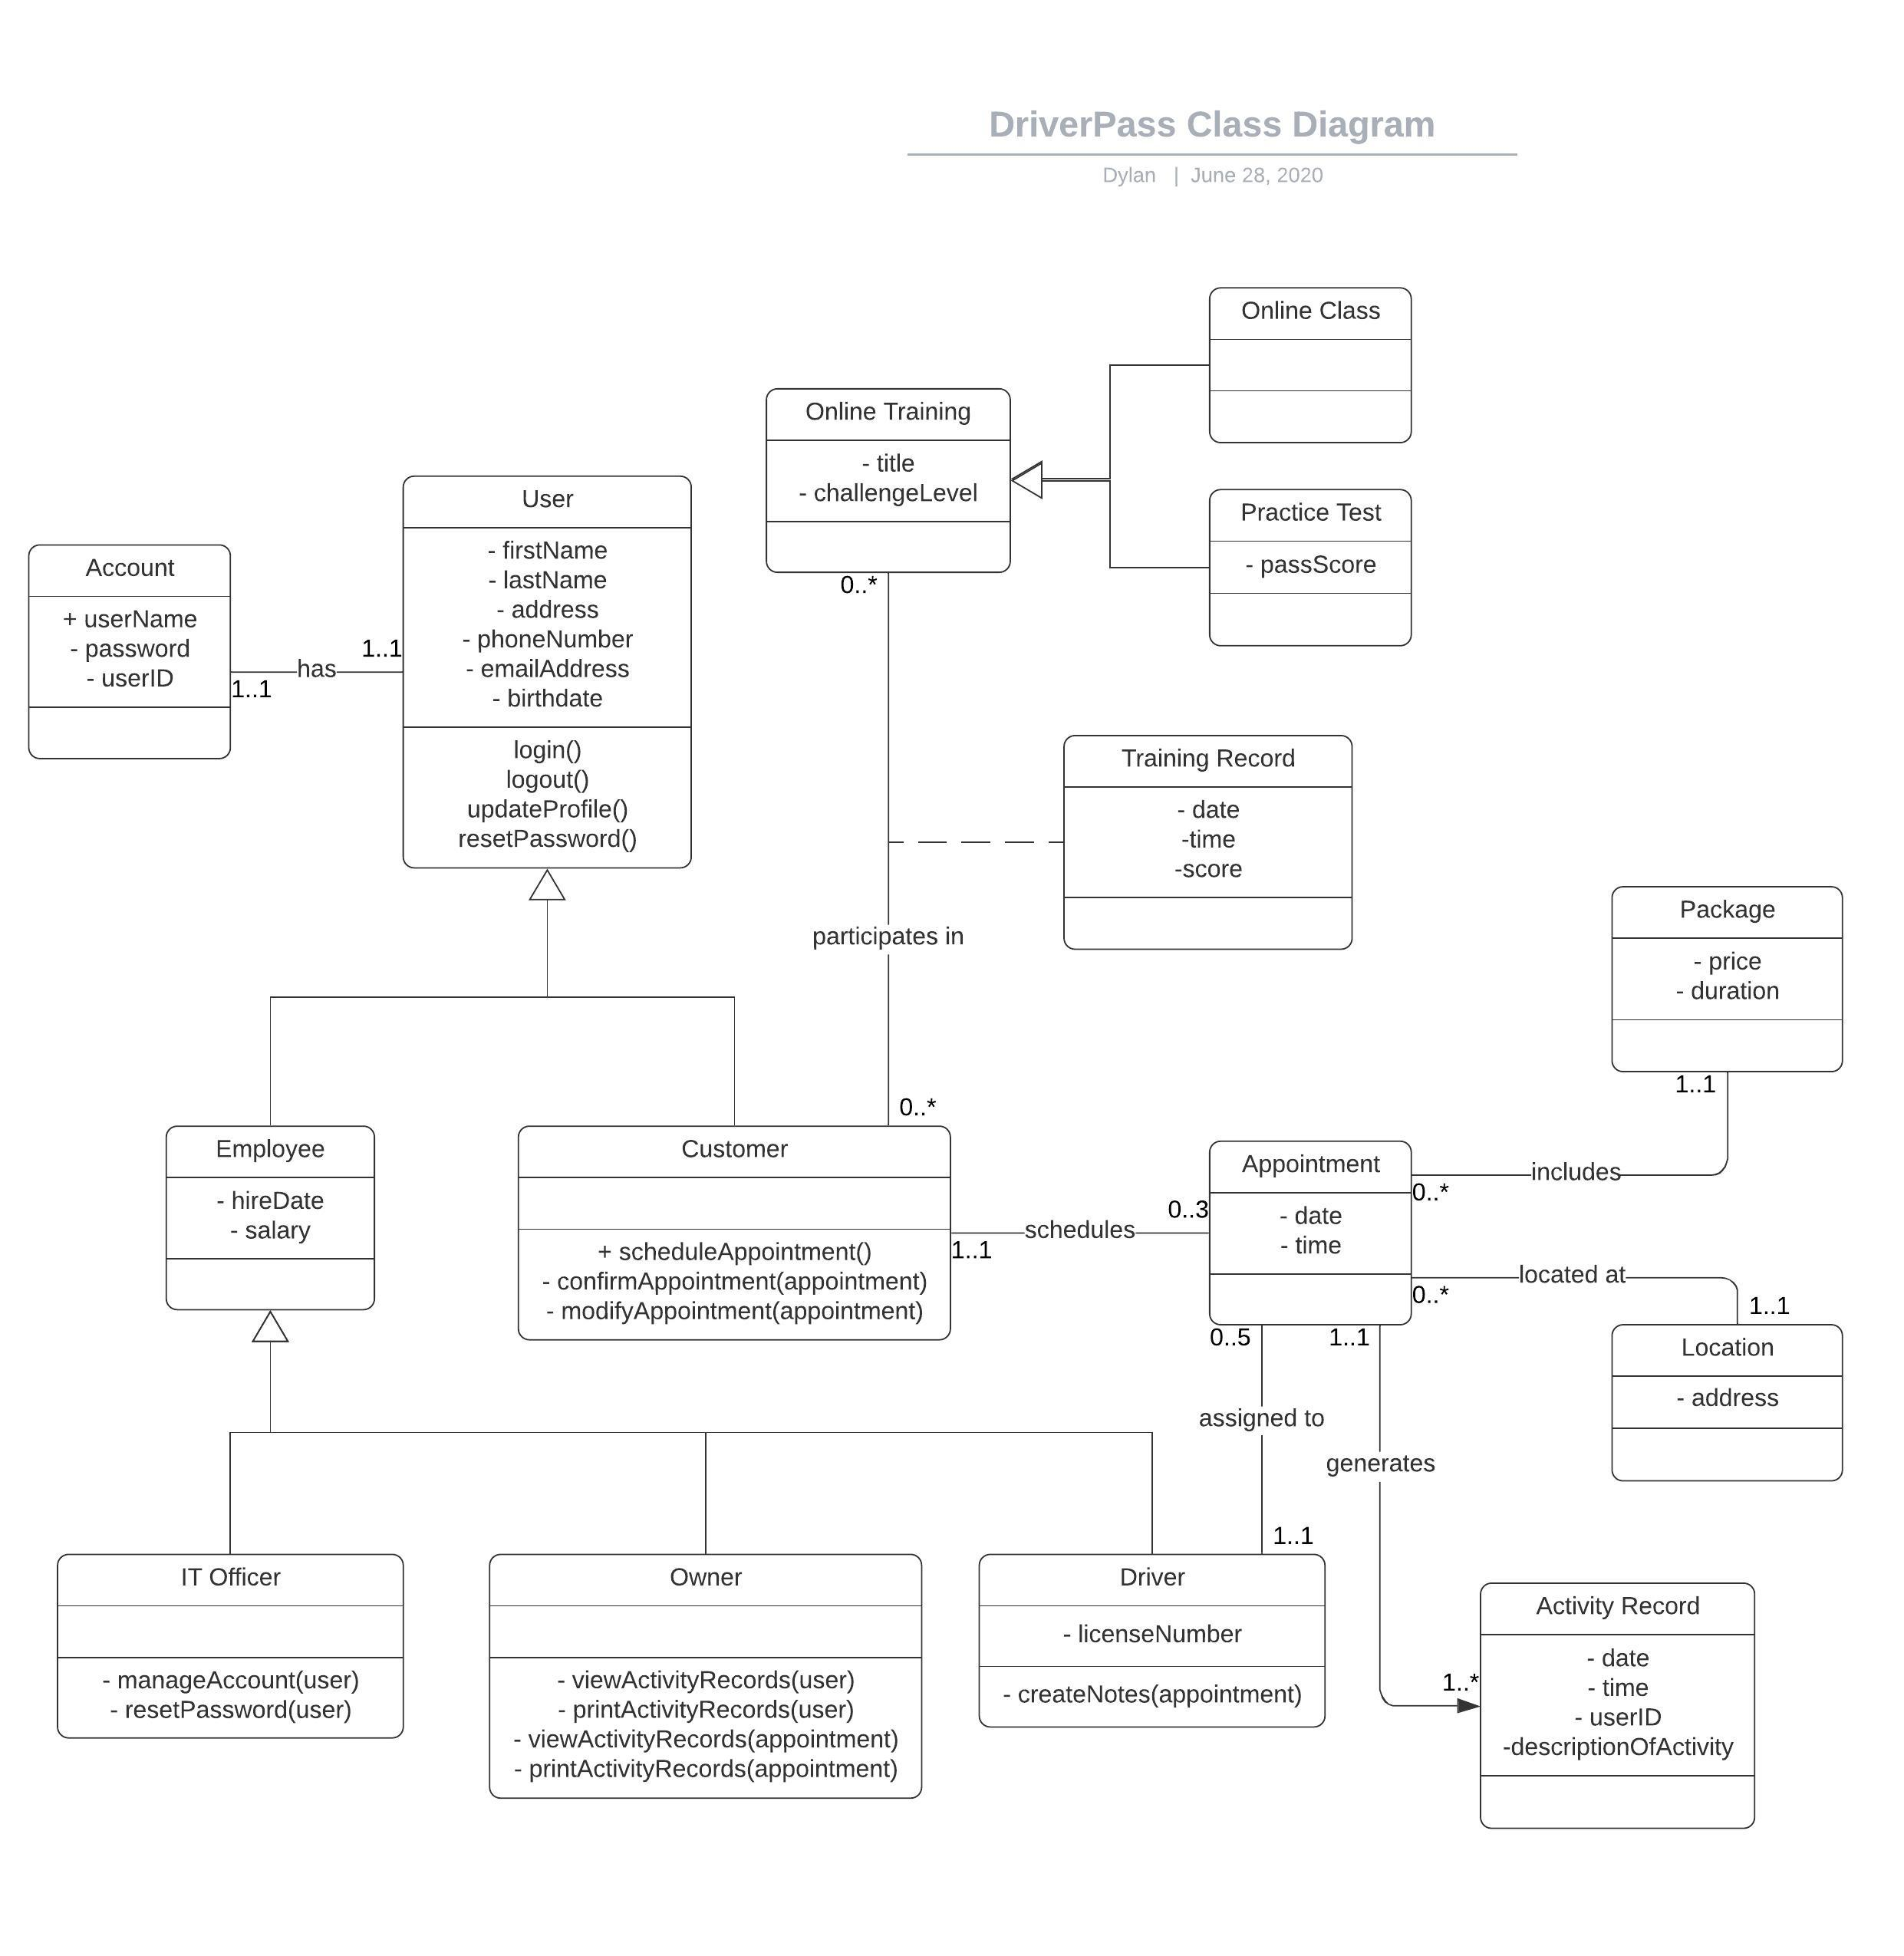 DriverPass Class Diagram
Dylan | June 28, 2020
Online Class
Online Training
- title
- challengeLevel
Practice Test
- passScore
User
- firstName
- lastName
- address
- phoneNumber
- emailAddress
- birthdate
login()
logout()
updateProfile()
resetPassword()
Account
+ userName
- password
- userID
1..1
has
1..1
0..*
Training Record
- date
-time
-score
participates in
0..*
Package
- price
- duration
1..1
Employee
- hireDate
- salary
Customer
+ scheduleAppointment()
- confirmAppointment(appointment)
- modifyAppointment(appointment)
1..1
schedules
0..3
Appointment
- date
- time
includes
0..*
located at
0..*
1..1
Location
- address
0..5
1..1
assigned to
generates
1..1
IT Officer
- manageAccount(user)
- resetPassword(user)
Owner
- viewActivityRecords(user)
- printActivityRecords(user)
- viewActivityRecords(appointment)
- printActivityRecords(appointment)
Driver
- licenseNumber
- createNotes(appointment)
1..*
Activity Record
- date
- time
- userID
-descriptionOfActivity